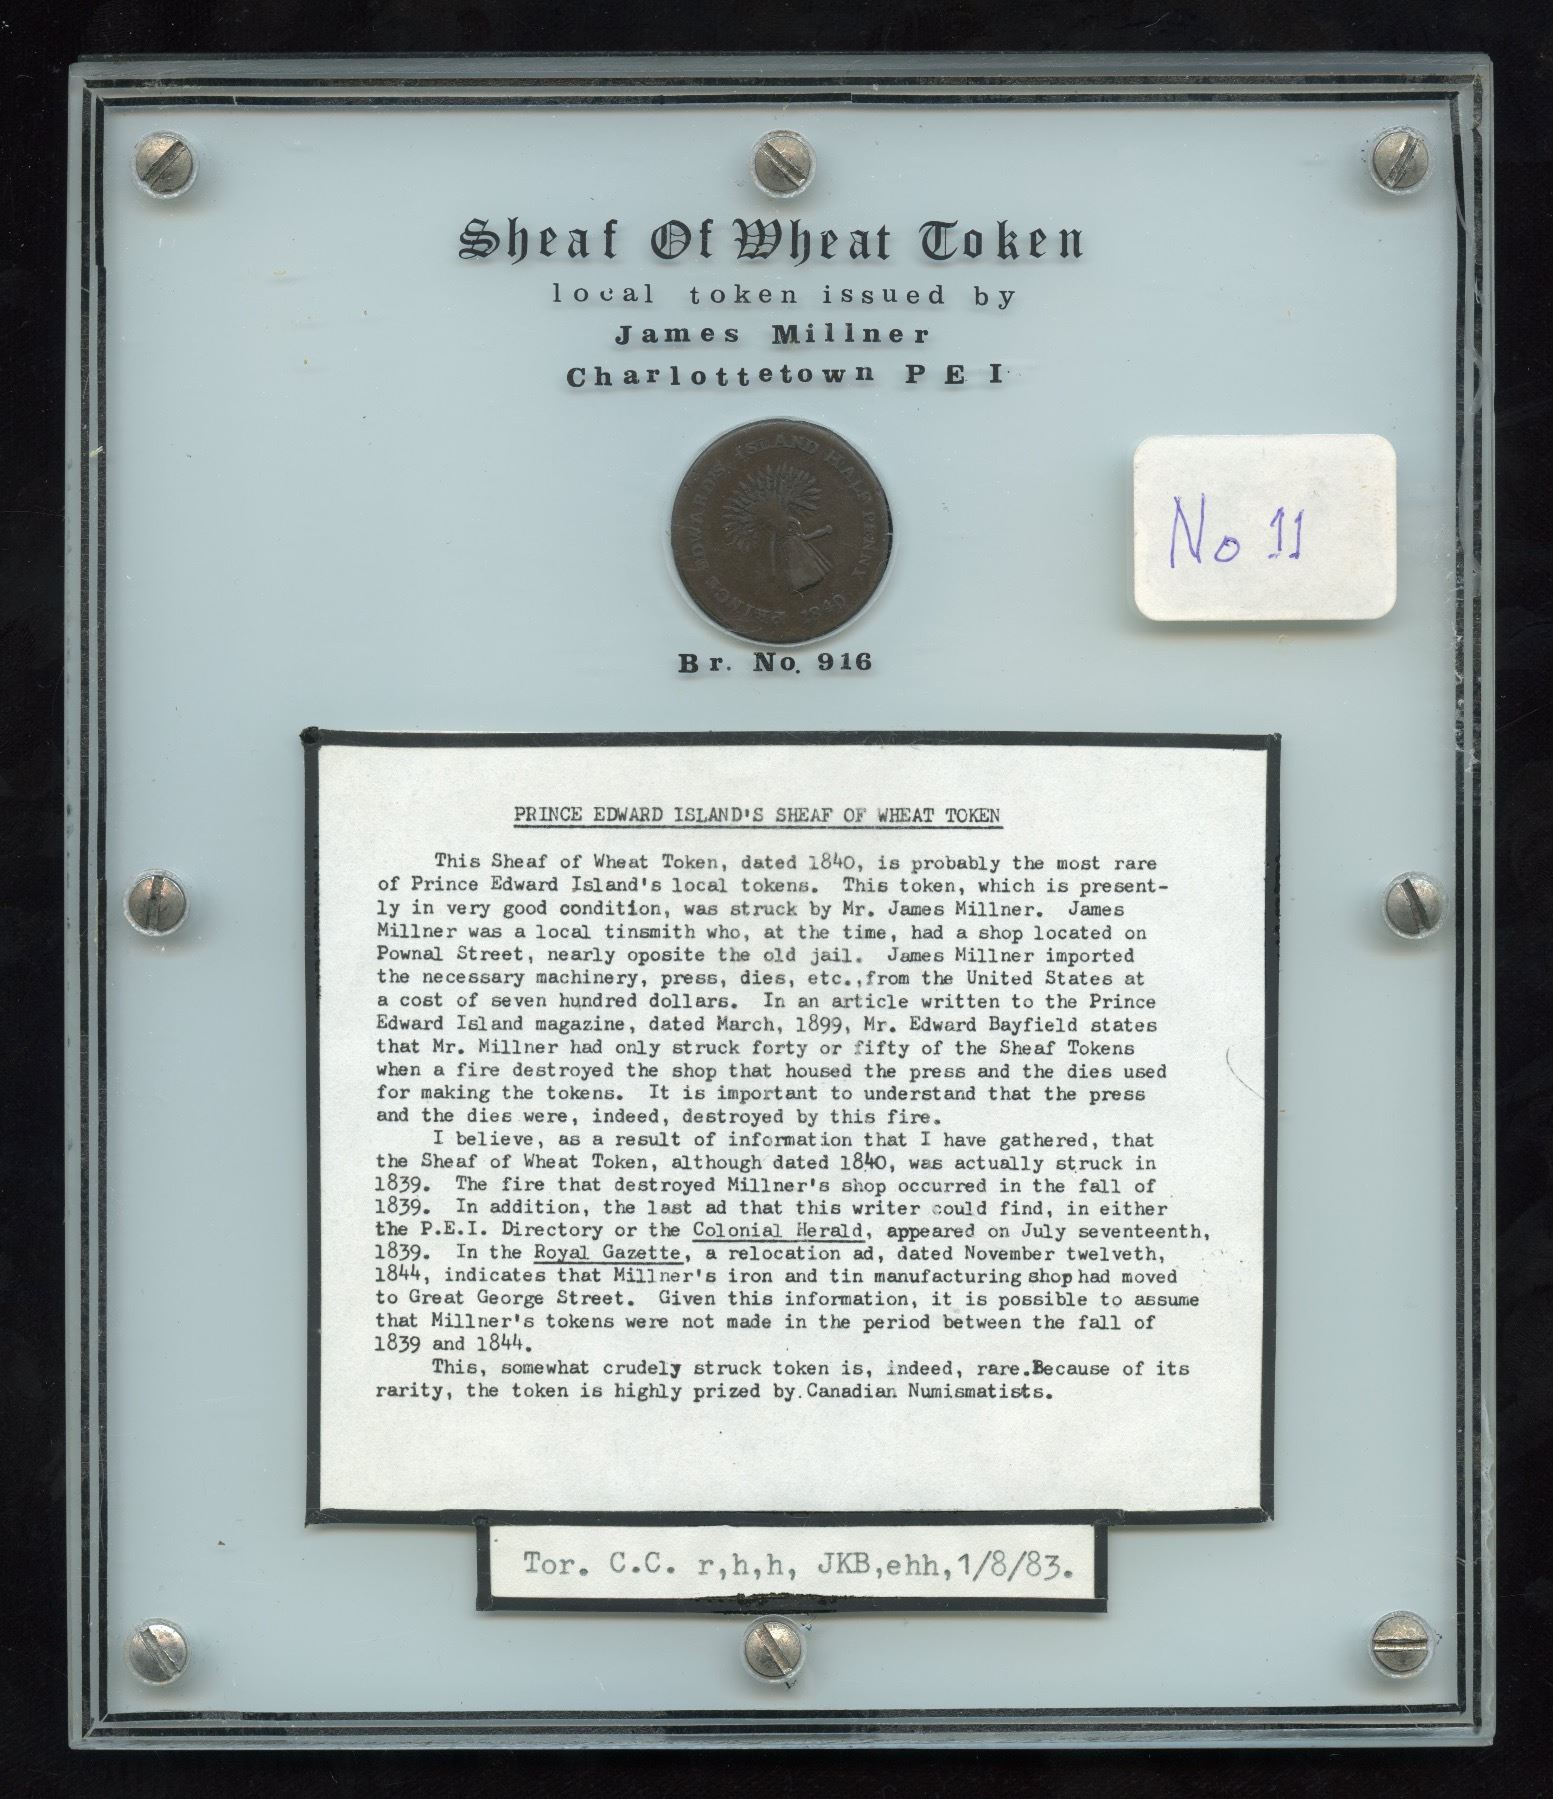 Sheaf Of Wheat Token
local token issued by
James Millner
Charlottetown P E I
PRINCE EDWARD'S ISLAND HALFPENNY
1840
No 11
Br. No. 916
PRINCE EDWARD ISLAND'S SHEAF OF WHEAT TOKEN
This Sheaf of Wheat Token, dated 1840, is probably the most rare
of Prince Edward Island's local tokens. This token, which is present-
ly in very good condition, was struck by Mr. James Millner. James
Millner was a local tinsmith who, at the time, had a shop located on
Pownal Street, nearly oposite the old jail. James Millner imported
the necessary machinery, press, dies, etc.,from the United States at
a cost of seven hundred dollars. In an article written to the Prince
Edward Island magazine, dated March, 1899, Mr. Edward Bayfield states
that Mr. Millner had only struck forty or fifty of the Sheaf Tokens
when a fire destroyed the shop that housed the press and the dies used
for making the tokens. It is important to understand that the press
and the dies were, indeed, destroyed by this fire.
I believe, as a result of information that I have gathered, that
the Sheaf of Wheat Token, although dated 1840, was actually struck in
1839. The fire that destroyed Millner's shop occurred in the fall of
1839. In addition, the last ad that this writer could find, in either
the P.E.I. Directory or the Colonial Herald, appeared on July seventeenth,
1839. In the Royal Gazette, a relocation ad, dated November twelveth,
1844, indicates that Millner's iron and tin manufacturing shop had moved
to Great George Street. Given this information, it is possible to assume
that Millner's tokens were not made in the period between the fall of
1839 and 1844.
This, somewhat crudely struck token is, indeed, rare.Because of its
rarity, the token is highly prized by.Canadian Numismatists.
Tor. C.C. r,h,h, JKB,ehh,1/8/83.